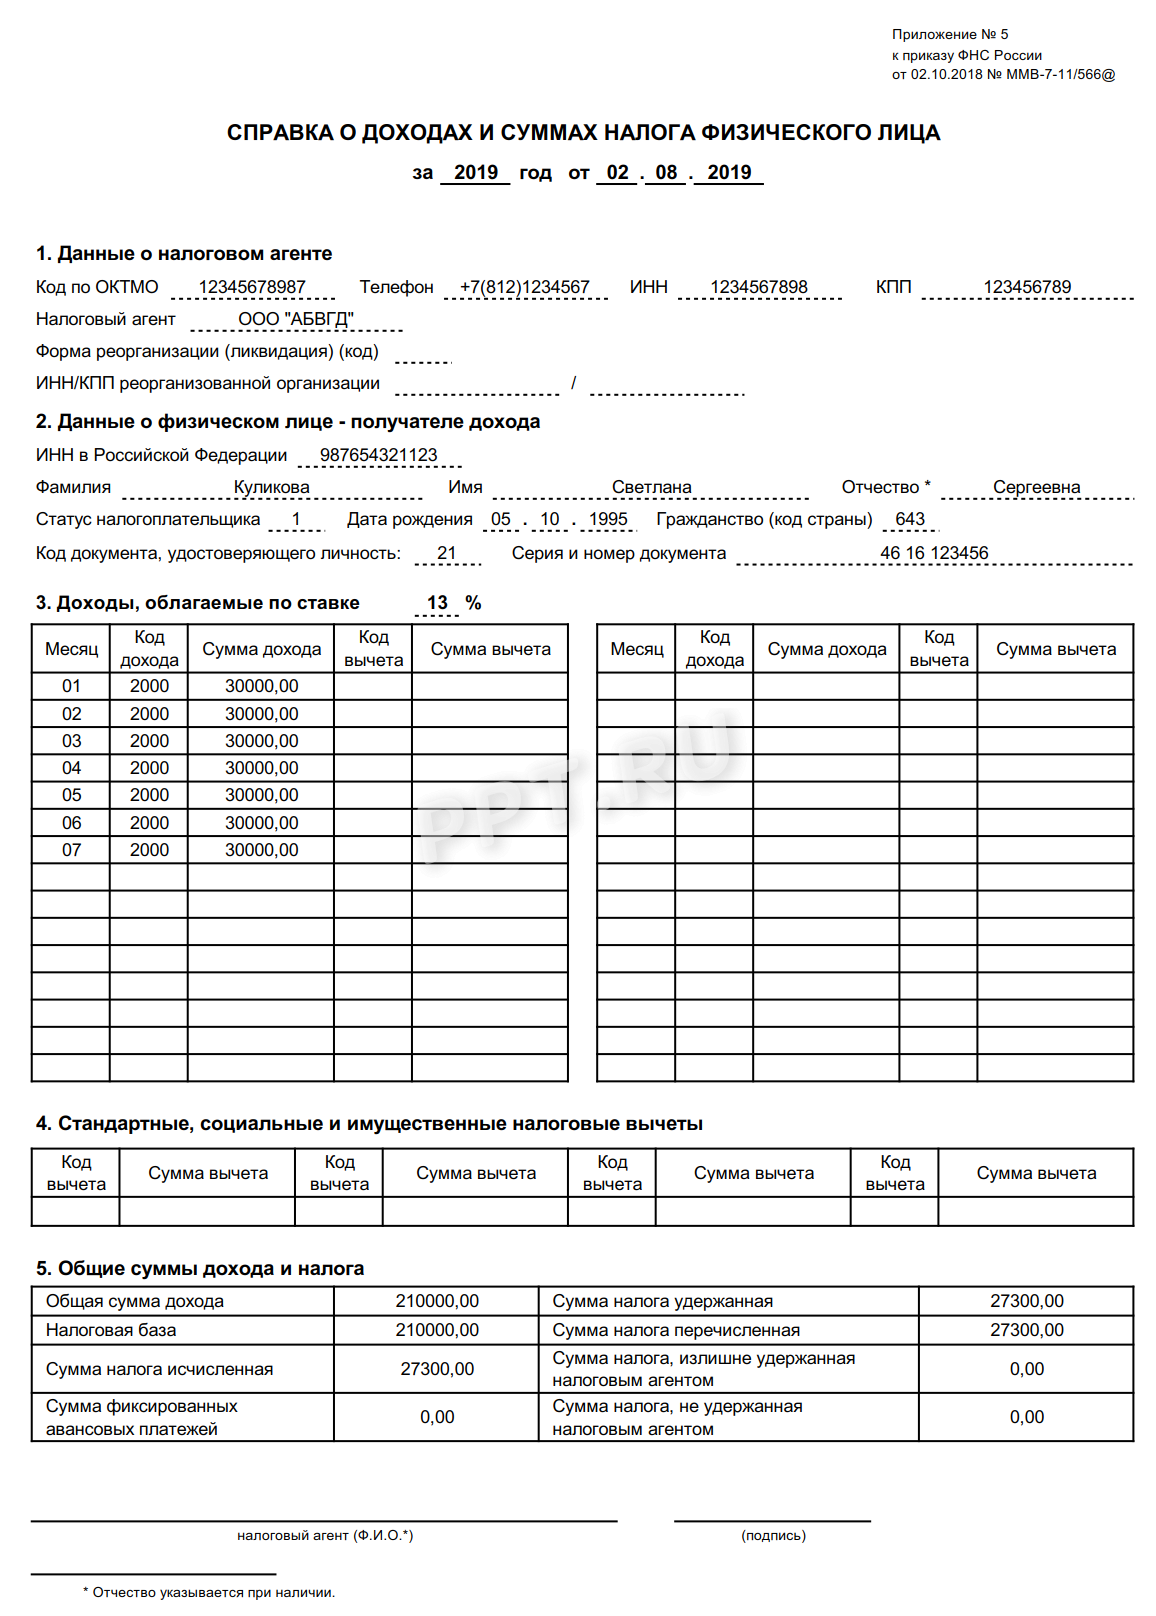 Приложение № 5
к приказу ФНС России
от 02.10.2018 № ММВ-7-11/566@
СПРАВКА О ДОХОДАХ И СУММАХ НАЛОГА ФИЗИЧЕСКОГО ЛИЦА
за 2019 год от 02 . 08 . 2019
1. Данные о налоговом агенте
Код по ОКТМО 12345678987 Телефон +7(812)1234567 ИНН 1234567898 КПП 123456789
Налоговый агент ООО "АБВГД"
Форма реорганизации (ликвидация) (код)
ИНН/КПП реорганизованной организации /
2. Данные о физическом лице - получателе дохода
ИНН в Российской Федерации 987654321123
Фамилия Куликова Имя Светлана Отчество * Сергеевна
Статус налогоплательщика 1 Дата рождения 05 . 10 . 1995 Гражданство (код страны) 643
Код документа, удостоверяющего личность: 21 Серия и номер документа 46 16 123456
3. Доходы, облагаемые по ставке 13 %
Месяц Код дохода Сумма дохода Код вычета Сумма вычета Месяц Код дохода Сумма дохода Код вычета Сумма вычета
01 2000 30000,00
02 2000 30000,00
03 2000 30000,00
04 2000 30000,00
05 2000 30000,00
06 2000 30000,00
07 2000 30000,00
PPT.RU
4. Стандартные, социальные и имущественные налоговые вычеты
Код вычета Сумма вычета Код вычета Сумма вычета Код вычета Сумма вычета Код вычета Сумма вычета
5. Общие суммы дохода и налога
Общая сумма дохода 210000,00 Сумма налога удержанная 27300,00
Налоговая база 210000,00 Сумма налога перечисленная 27300,00
Сумма налога исчисленная 27300,00 Сумма налога, излишне удержанная налоговым агентом 0,00
Сумма фиксированных авансовых платежей 0,00 Сумма налога, не удержанная налоговым агентом 0,00
налоговый агент (Ф.И.О.*) (подпись)
* Отчество указывается при наличии.